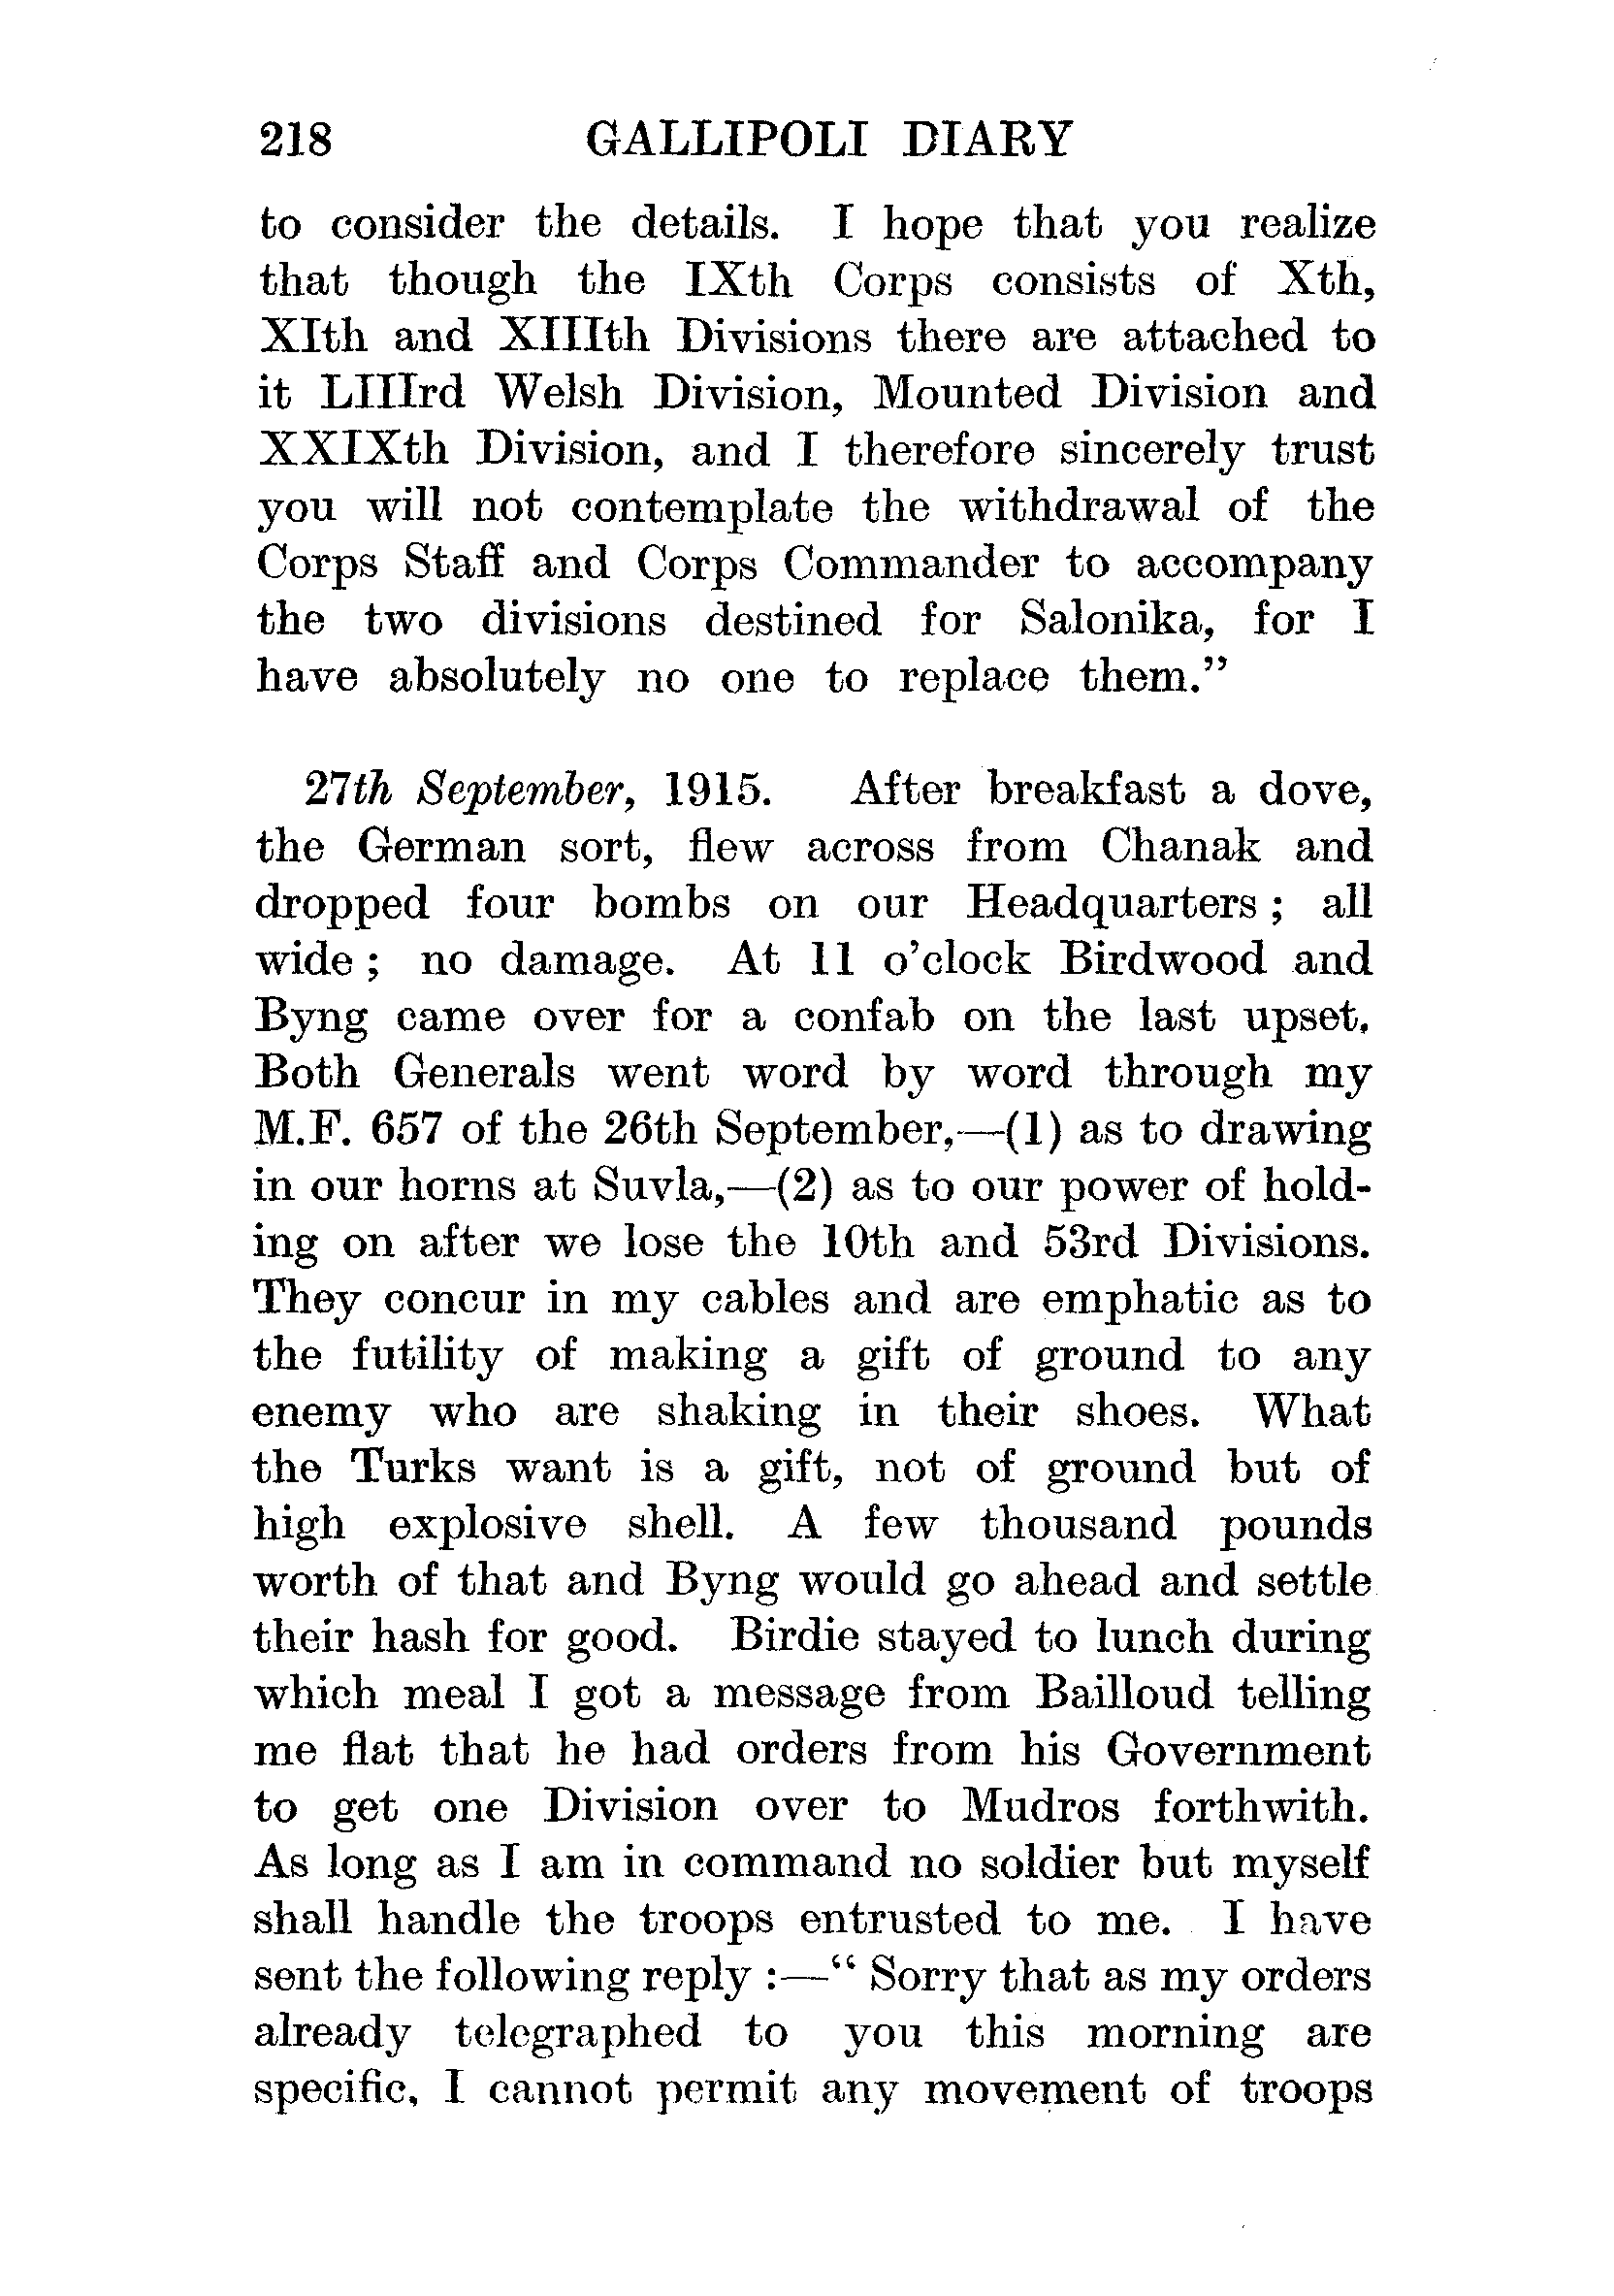 218 GALLIPOLI DIARY
to consider the details. I hope that you realize
that though the IXth Corps consists of Xth,
XIth and XIIIth Divisions there are attached to
it LIIIrd Welsh Division, Mounted Division and
XXIXth Division, and I therefore sincerely trust
you will not contemplate the withdrawal of the
Corps Staff and Corps Commander to accompany
the two divisions destined for Salonika, for I
have absolutely no one to replace them.”
27th September, 1915. After breakfast a dove,
the German sort, flew across from Chanak and
dropped four bombs on our Headquarters; all
wide; no damage. At 11 o’clock Birdwood and
Byng came over for a confab on the last upset.
Both Generals went word by word through my
M.F. 657 of the 26th September,—(1) as to drawing
in our horns at Suvla,—(2) as to our power of hold-
ing on after we lose the 10th and 53rd Divisions.
They concur in my cables and are emphatic as to
the futility of making a gift of ground to any
enemy who are shaking in their shoes. What
the Turks want is a gift, not of ground but of
high explosive shell. A few thousand pounds
worth of that and Byng would go ahead and settle
their hash for good. Birdie stayed to lunch during
which meal I got a message from Bailloud telling
me flat that he had orders from his Government
to get one Division over to Mudros forthwith.
As long as I am in command no soldier but myself
shall handle the troops entrusted to me. I have
sent the following reply :—“ Sorry that as my orders
already telegraphed to you this morning are
specific, I cannot permit any movement of troops